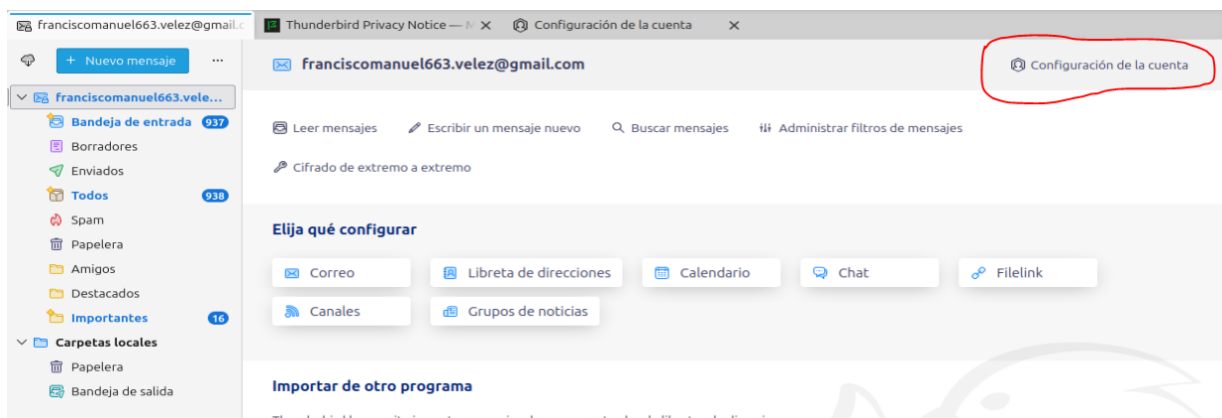 franciscomanuel663.velez@gmail.c
Thunderbird Privacy Notice — M
Configuración de la cuenta
+ Nuevo mensaje
franciscomanuel663.velez@gmail.com
Configuración de la cuenta
franciscomanuel663.vele...
Bandeja de entrada 937
Borradores
Enviados
Todos 938
Spam
Papelera
Amigos
Destacados
Importantes 16
Carpetas locales
Papelera
Bandeja de salida
Leer mensajes
Escribir un mensaje nuevo
Buscar mensajes
Administrar filtros de mensajes
Cifrado de extremo a extremo
Elija qué configurar
Correo
Libreta de direcciones
Calendario
Chat
Filelink
Canales
Grupos de noticias
Importar de otro programa